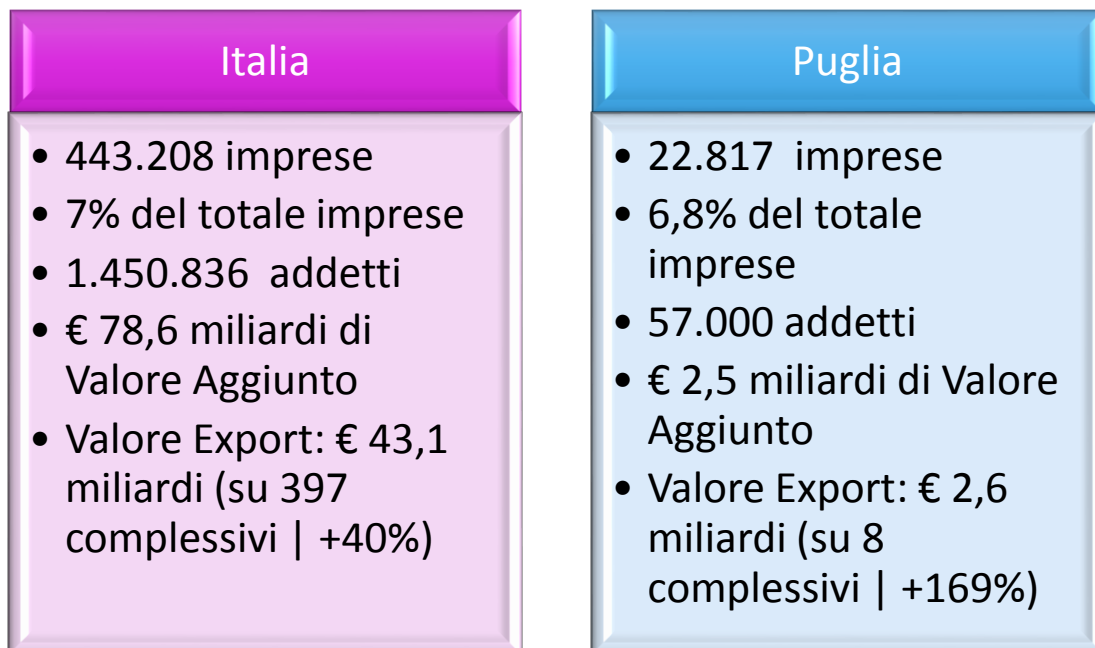 Italia
• 443.208 imprese
• 7% del totale imprese
• 1.450.836 addetti
• € 78,6 miliardi di
Valore Aggiunto
• Valore Export: € 43,1
miliardi (su 397
complessivi | +40%)
Puglia
• 22.817 imprese
• 6,8% del totale
imprese
• 57.000 addetti
• € 2,5 miliardi di Valore
Aggiunto
• Valore Export: € 2,6
miliardi (su 8
complessivi | +169%)